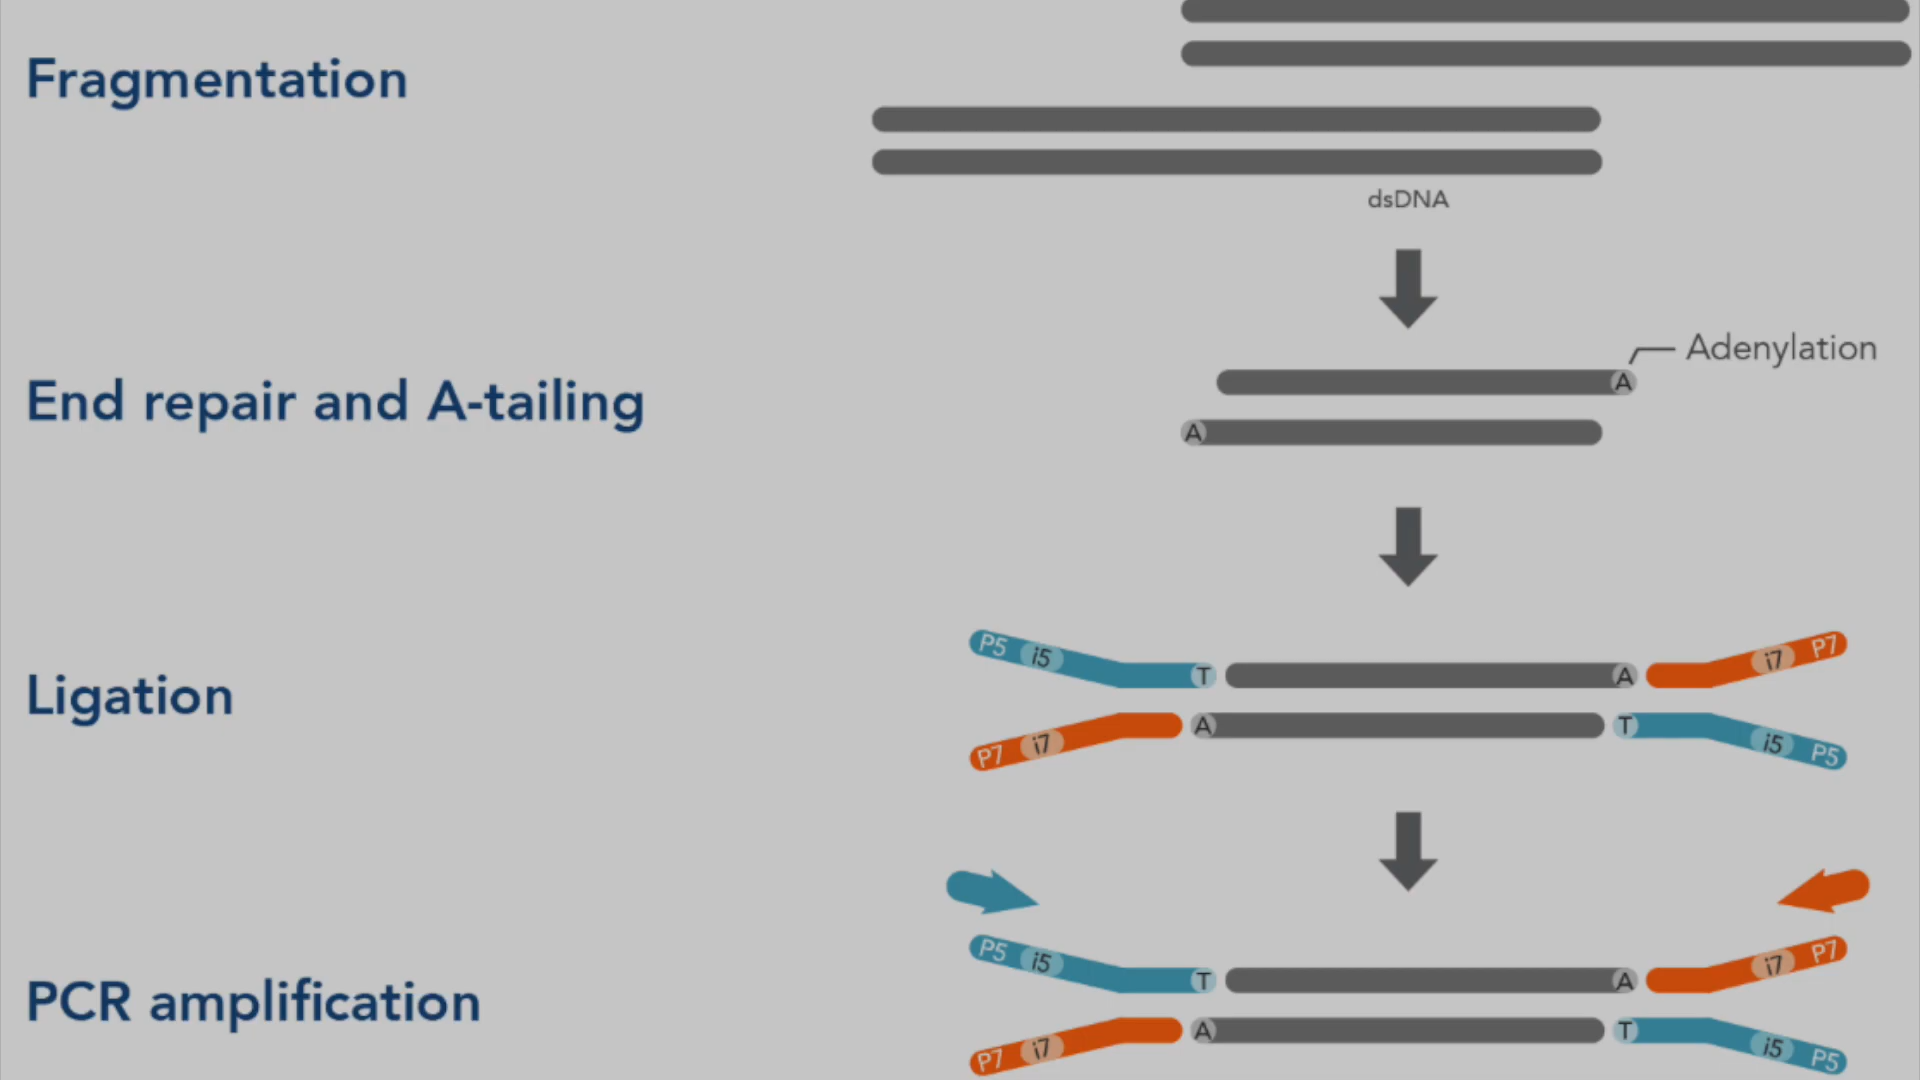 Fragmentation
dsDNA
Adenylation
A
End repair and A-tailing
A
P5 i5 T A i7 P7
Ligation
P7 i7 A T i5 P5
P5 i5 T A i7 P7
PCR amplification
P7 i7 A T i5 P5